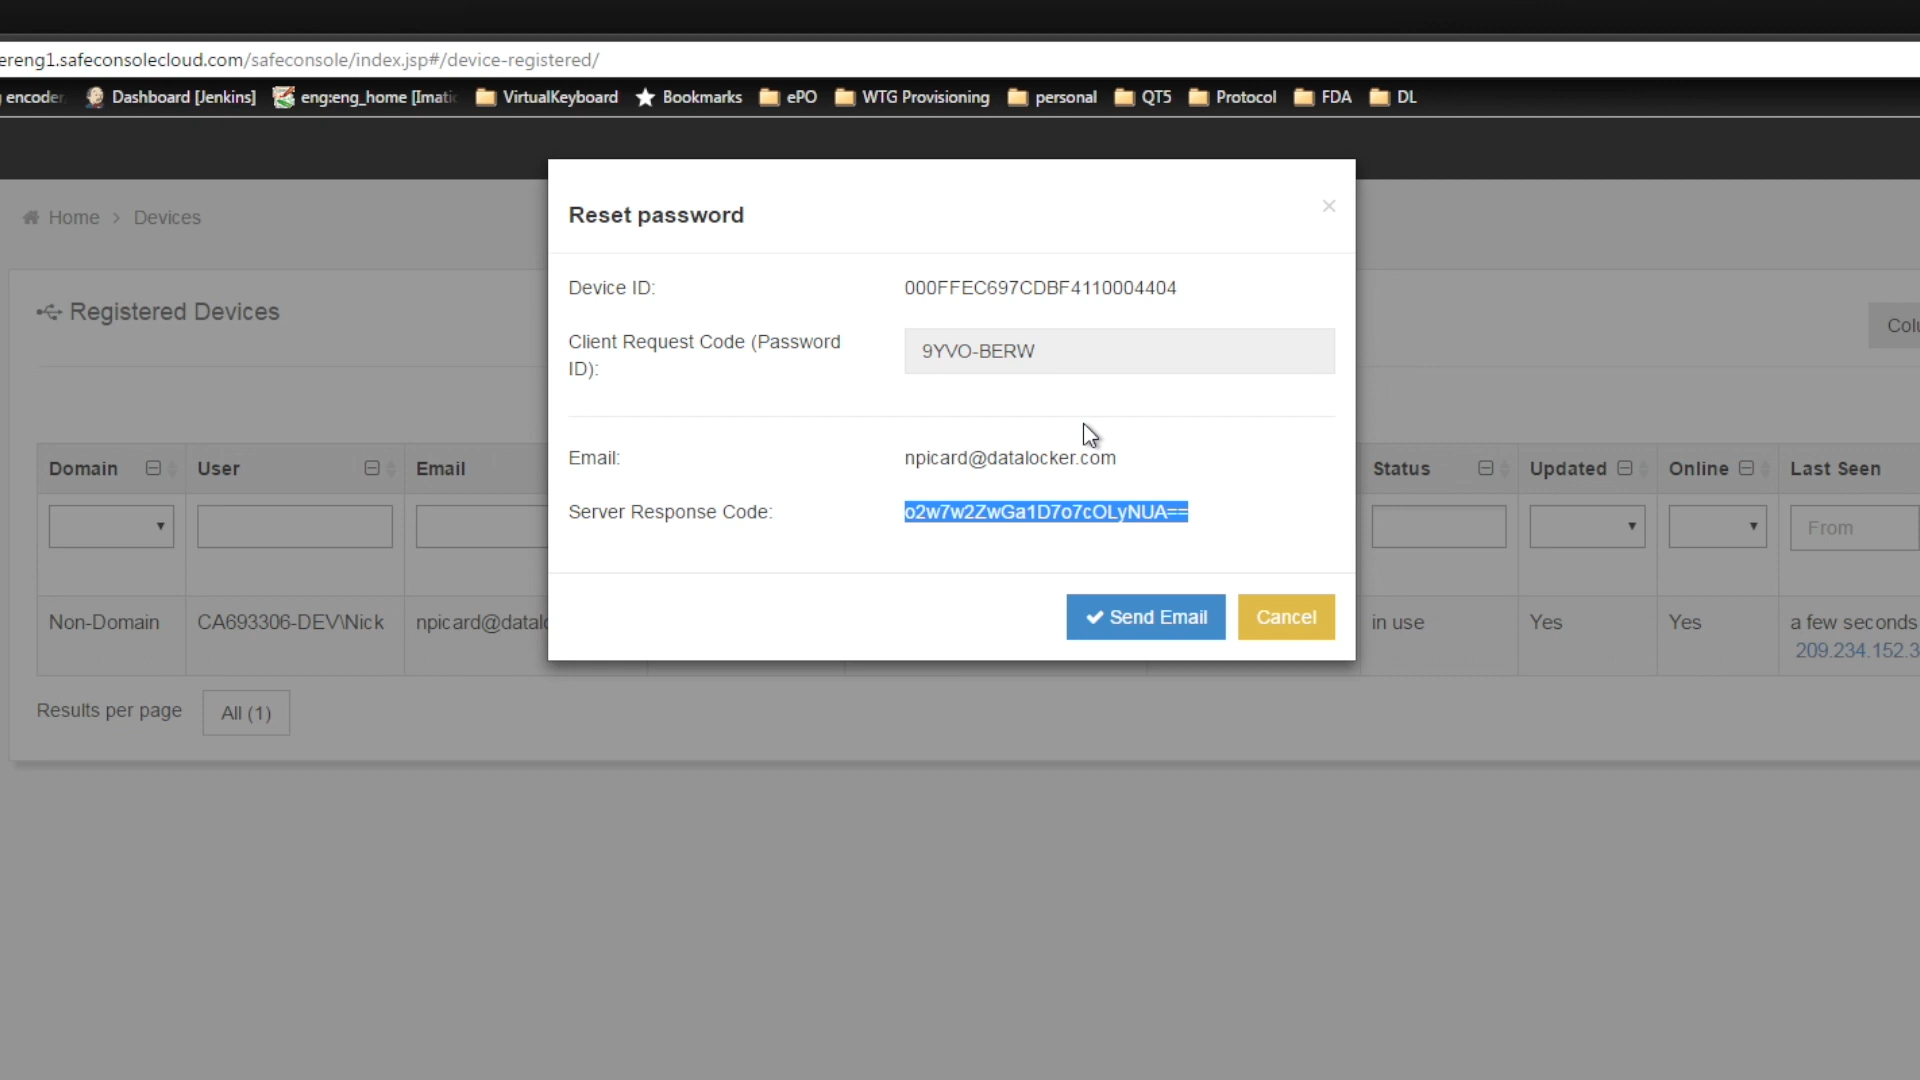 ereng1.safeconsolecloud.com/safeconsole/index.jsp#/device-registered/
encoder Dashboard [Jenkins] eng:eng_home [Imatic VirtualKeyboard Bookmarks ePO WTG Provisioning personal QT5 Protocol FDA DL
Home > Devices
Registered Devices
Colu
Reset password
×
Device ID: 000FFEC697CDBF4110004404
Client Request Code (Password
ID):
9YVO-BERW
Email: npicard@datalocker.com
Server Response Code: o2w7w2ZwGa1D7o7cOLyNUA==
Send Email Cancel
Domain User Email Status Updated Online Last Seen
From
Non-Domain CA693306-DEV\Nick npicard@datalo in use Yes Yes a few seconds
209.234.152.3
Results per page All (1)